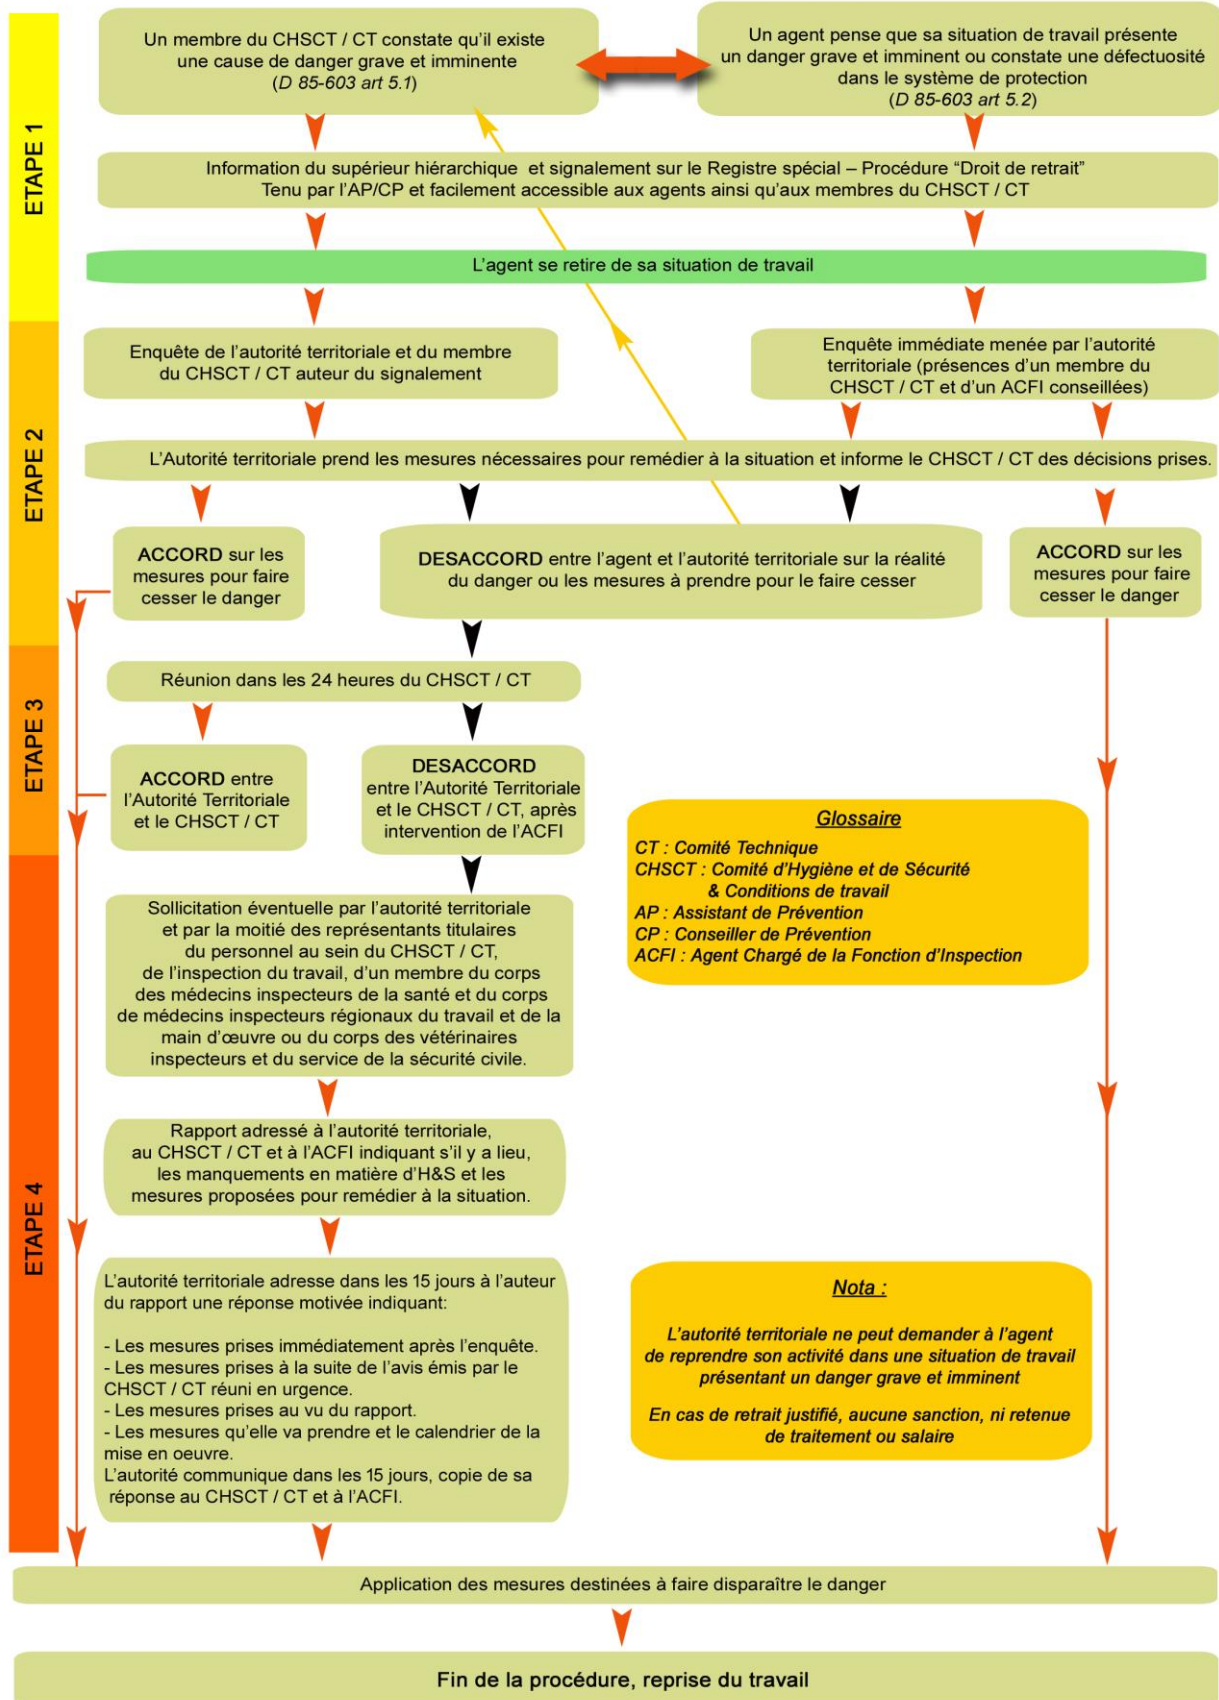 ETAPE 1
Un membre du CHSCT / CT constate qu'il existe
une cause de danger grave et imminente
(D 85-603 art 5.1)
Un agent pense que sa situation de travail présente
un danger grave et imminent ou constate une défectuosité
dans le système de protection
(D 85-603 art 5.2)
Information du supérieur hiérarchique et signalement sur le Registre spécial – Procédure “Droit de retrait”
Tenu par l'AP/CP et facilement accessible aux agents ainsi qu'aux membres du CHSCT / CT
L'agent se retire de sa situation de travail
ETAPE 2
Enquête de l'autorité territoriale et du membre
du CHSCT / CT auteur du signalement
Enquête immédiate menée par l'autorité
territoriale (présences d'un membre du
CHSCT / CT et d'un ACFI conseillées)
L'Autorité territoriale prend les mesures nécessaires pour remédier à la situation et informe le CHSCT / CT des décisions prises.
ACCORD sur les
mesures pour faire
cesser le danger
DESACCORD entre l'agent et l'autorité territoriale sur la réalité
du danger ou les mesures à prendre pour le faire cesser
ACCORD sur les
mesures pour faire
cesser le danger
ETAPE 3
Réunion dans les 24 heures du CHSCT / CT
ACCORD entre
l'Autorité Territoriale
et le CHSCT / CT
DESACCORD
entre l'Autorité Territoriale
et le CHSCT / CT, après
intervention de l'ACFI
Glossaire
CT : Comité Technique
CHSCT : Comité d'Hygiène et de Sécurité
& Conditions de travail
AP : Assistant de Prévention
CP : Conseiller de Prévention
ACFI : Agent Chargé de la Fonction d'Inspection
ETAPE 4
Sollicitation éventuelle par l'autorité territoriale
et par la moitié des représentants titulaires
du personnel au sein du CHSCT / CT,
de l'inspection du travail, d'un membre du corps
des médecins inspecteurs de la santé et du corps
de médecins inspecteurs régionaux du travail et de la
main d'œuvre ou du corps des vétérinaires
inspecteurs et du service de la sécurité civile.
Rapport adressé à l'autorité territoriale,
au CHSCT / CT et à l'ACFI indiquant s'il y a lieu,
les manquements en matière d'H&S et les
mesures proposées pour remédier à la situation.
L'autorité territoriale adresse dans les 15 jours à l'auteur
du rapport une réponse motivée indiquant:
- Les mesures prises immédiatement après l'enquête.
- Les mesures prises à la suite de l'avis émis par le
CHSCT / CT réuni en urgence.
- Les mesures prises au vu du rapport.
- Les mesures qu'elle va prendre et le calendrier de la
mise en oeuvre.
L'autorité communique dans les 15 jours, copie de sa
réponse au CHSCT / CT et à l'ACFI.
Nota :
L'autorité territoriale ne peut demander à l'agent
de reprendre son activité dans une situation de travail
présentant un danger grave et imminent
En cas de retrait justifié, aucune sanction, ni retenue
de traitement ou salaire
Application des mesures destinées à faire disparaître le danger
Fin de la procédure, reprise du travail